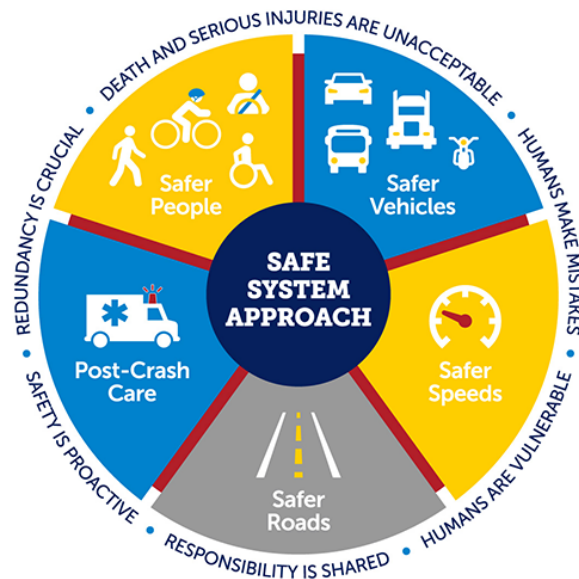 DEATH AND SERIOUS INJURIES ARE UNACCEPTABLE
HUMANS MAKE MISTAKES
HUMANS ARE VULNERABLE
RESPONSIBILITY IS SHARED
SAFETY IS PROACTIVE
REDUNDANCY IS CRUCIAL
Safer
People
Safer
Vehicles
SAFE
SYSTEM
APPROACH
Post-Crash
Care
Safer
Speeds
Safer
Roads